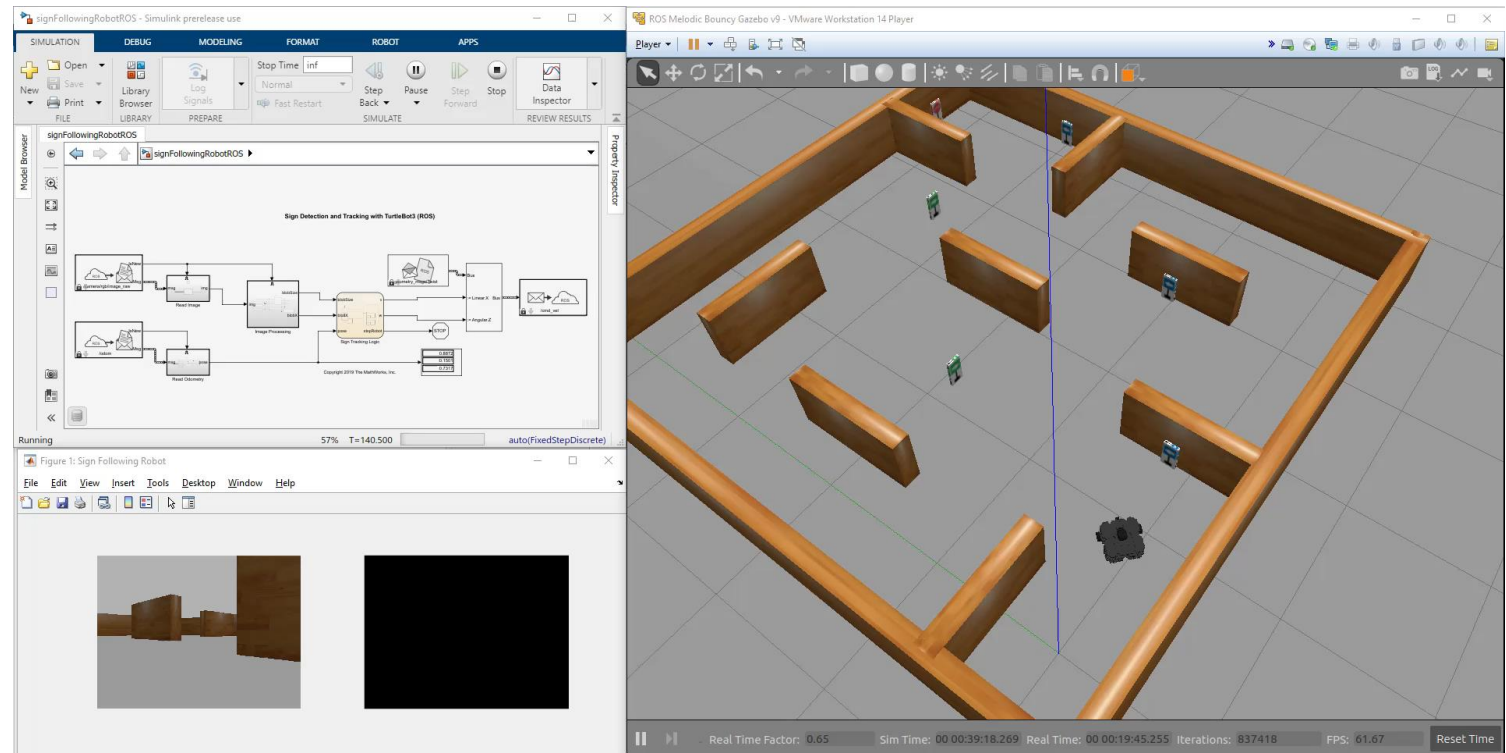 signFollowingRobotROS - Simulink prerelease use
SIMULATION DEBUG MODELING FORMAT ROBOT APPS
New
Open
Save
Print
FILE
Library Browser
LIBRARY
Log Signals
PREPARE
Stop Time inf
Normal
Fast Restart
Step Back
Pause
Step Forward
Stop
SIMULATE
Data Inspector
REVIEW RESULTS
Model Browser
signFollowingRobotROS
signFollowingRobotROS
Property Inspector
Sign Detection and Tracking with TurtleBot3 (ROS)
Read Image
Image Processing
Sign Tracking Logic
STOP
Read Odometry
Copyright 2019 The MathWorks, Inc.
Running 57% T=140.500 auto(FixedStepDiscrete)
Figure 1: Sign Following Robot
File Edit View Insert Tools Desktop Window Help
ROS Melodic Bouncy Gazebo v9 - VMware Workstation 14 Player
Player
LOG
Real Time Factor: 0.65 Sim Time: 00 00:39:18.269 Real Time: 00 00:19:45.255 Iterations: 837418 FPS: 61.67 Reset Time